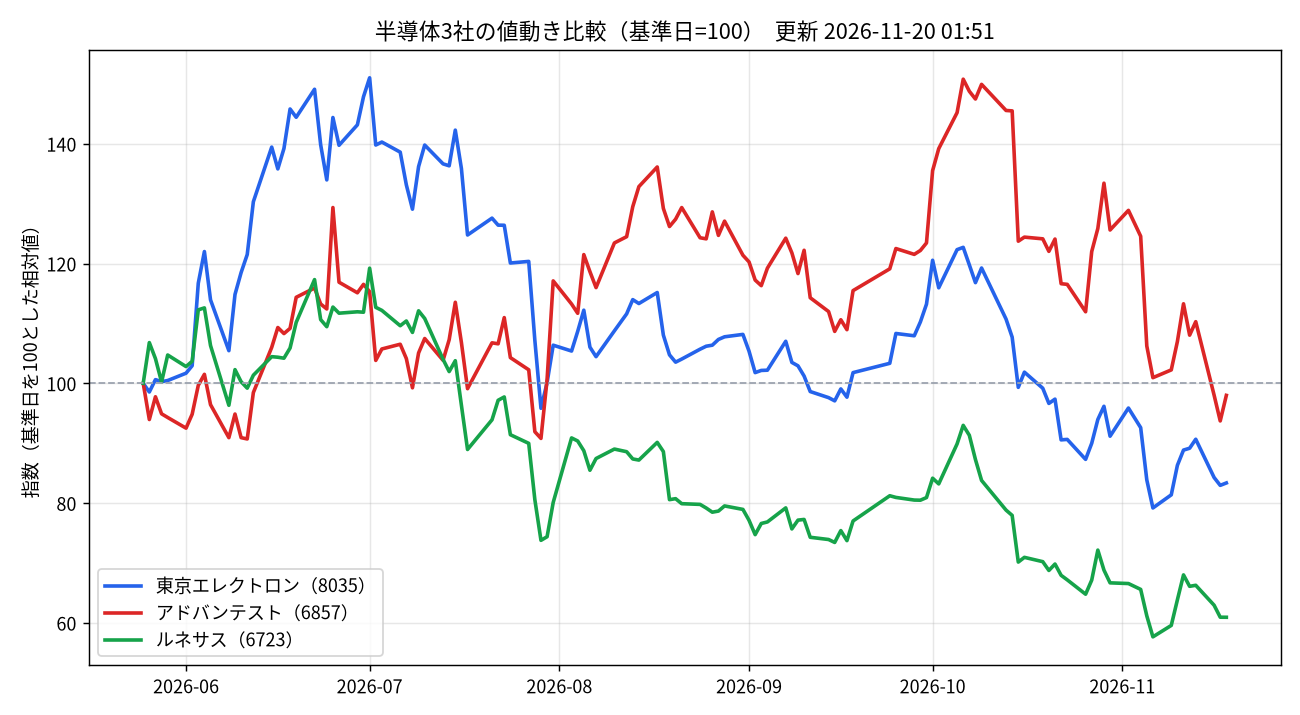 半導体3社の値動き比較（基準日=100）　更新 2026-11-20 01:51
指数（基準日を100とした相対値）
140
120
100
80
60
東京エレクトロン（8035）
アドバンテスト（6857）
ルネサス（6723）
2026-06
2026-07
2026-08
2026-09
2026-10
2026-11